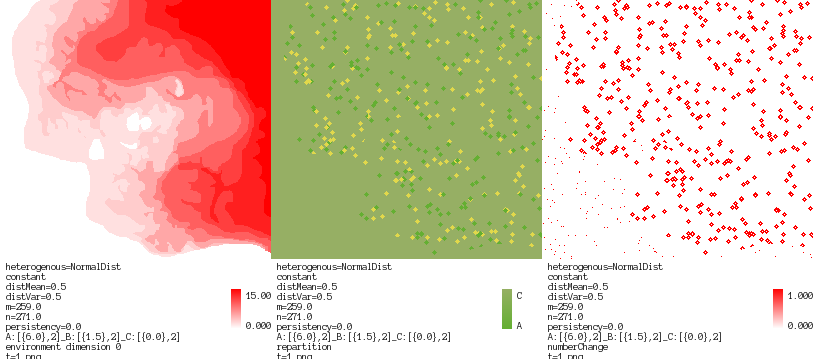 heterogenous=NormalDist
constant
distMean=0.5
distVar=0.5
m=259.0
n=271.0
persistency=0.0
A:[{6.0},2]_B:[{1.5},2]_C:[{0.0},2]
environment dimension 0
t=1.png
15.00
0.000
heterogenous=NormalDist
constant
distMean=0.5
distVar=0.5
m=259.0
n=271.0
persistency=0.0
A:[{6.0},2]_B:[{1.5},2]_C:[{0.0},2]
repartition
t=1.png
C
A
heterogenous=NormalDist
constant
distMean=0.5
distVar=0.5
m=259.0
n=271.0
persistency=0.0
A:[{6.0},2]_B:[{1.5},2]_C:[{0.0},2]
numberChange
t=1.png
1.000
0.000